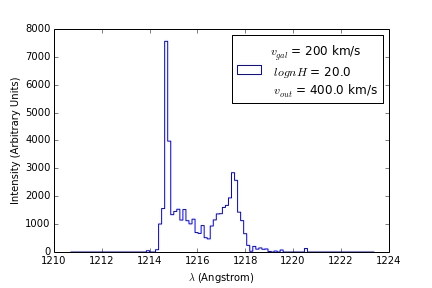 8000
7000
6000
5000
4000
3000
2000
1000
0
Intensity (Arbitrary Units)
v_gal = 200 km/s
lognH = 20.0
v_out = 400.0 km/s
1210 1212 1214 1216 1218 1220 1222 1224
λ (Angstrom)